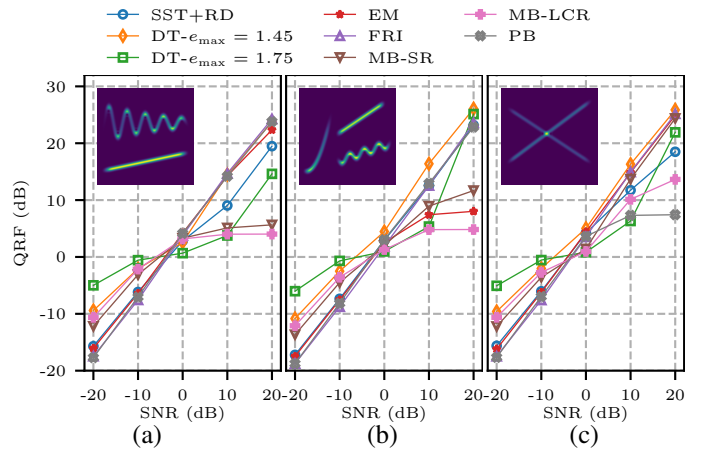 SST+RD EM MB-LCR
DT-e_max = 1.45 FRI PB
DT-e_max = 1.75 MB-SR
30
20
10
0
-10
-20
QRF (dB)
-20 -10 0 10 20 -20 -10 0 10 20 -20 -10 0 10 20
SNR (dB) SNR (dB) SNR (dB)
(a) (b) (c)